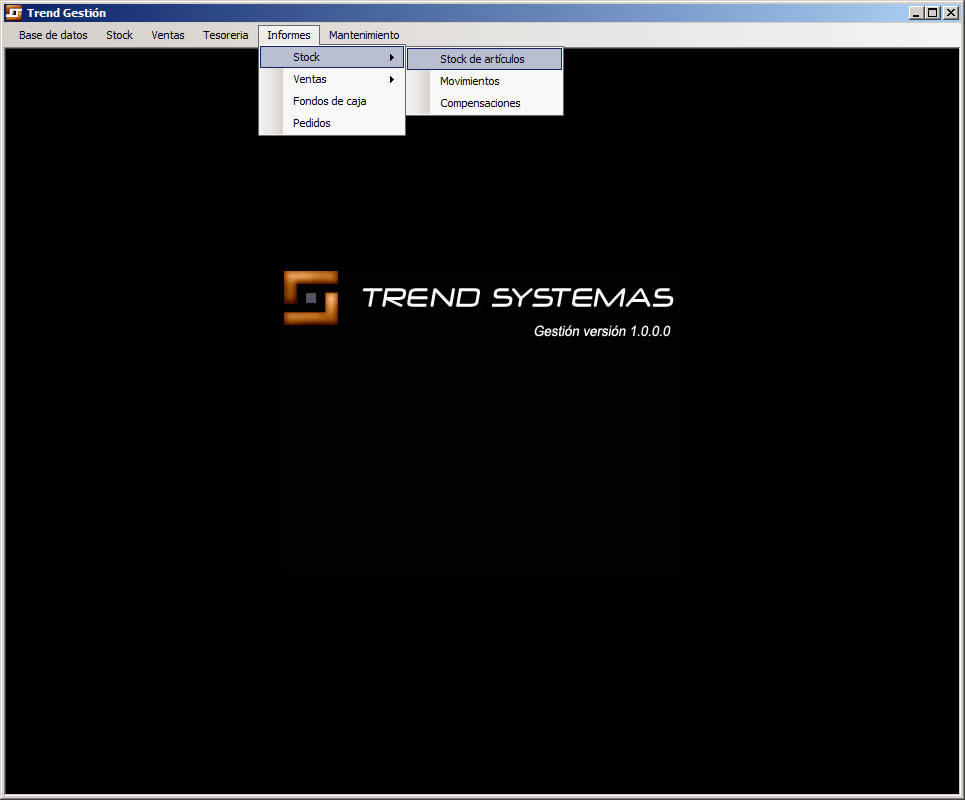 Trend Gestión
Base de datos Stock Ventas Tesoreria Informes Mantenimiento
Stock
Ventas
Fondos de caja
Pedidos
Stock de artículos
Movimientos
Compensaciones
TREND SYSTEMAS
Gestión versión 1.0.0.0